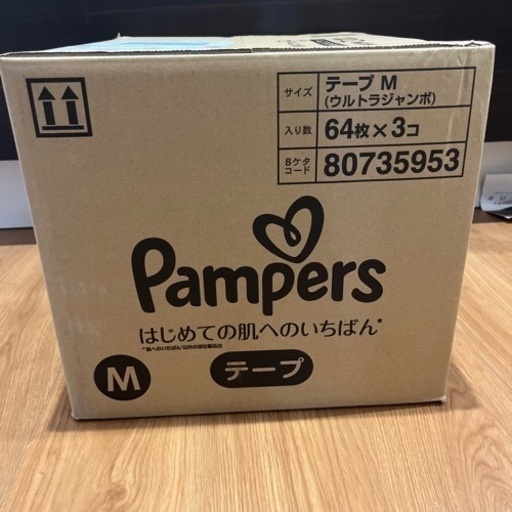 サイズ テープ M
(ウルトラジャンボ)
入り数 64枚×3コ
8ケタ
コード 80735953
Pampers
はじめての肌へのいちばん*
M テープ